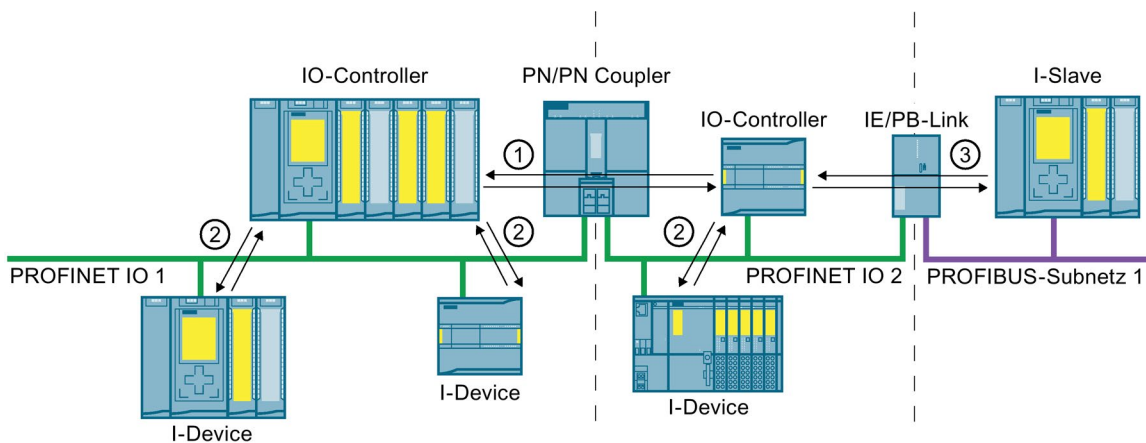 IO-Controller
PN/PN Coupler
I-Slave
IO-Controller
IE/PB-Link
1
3
2
2
2
PROFINET IO 1
PROFINET IO 2
PROFIBUS-Subnetz 1
I-Device
I-Device
I-Device